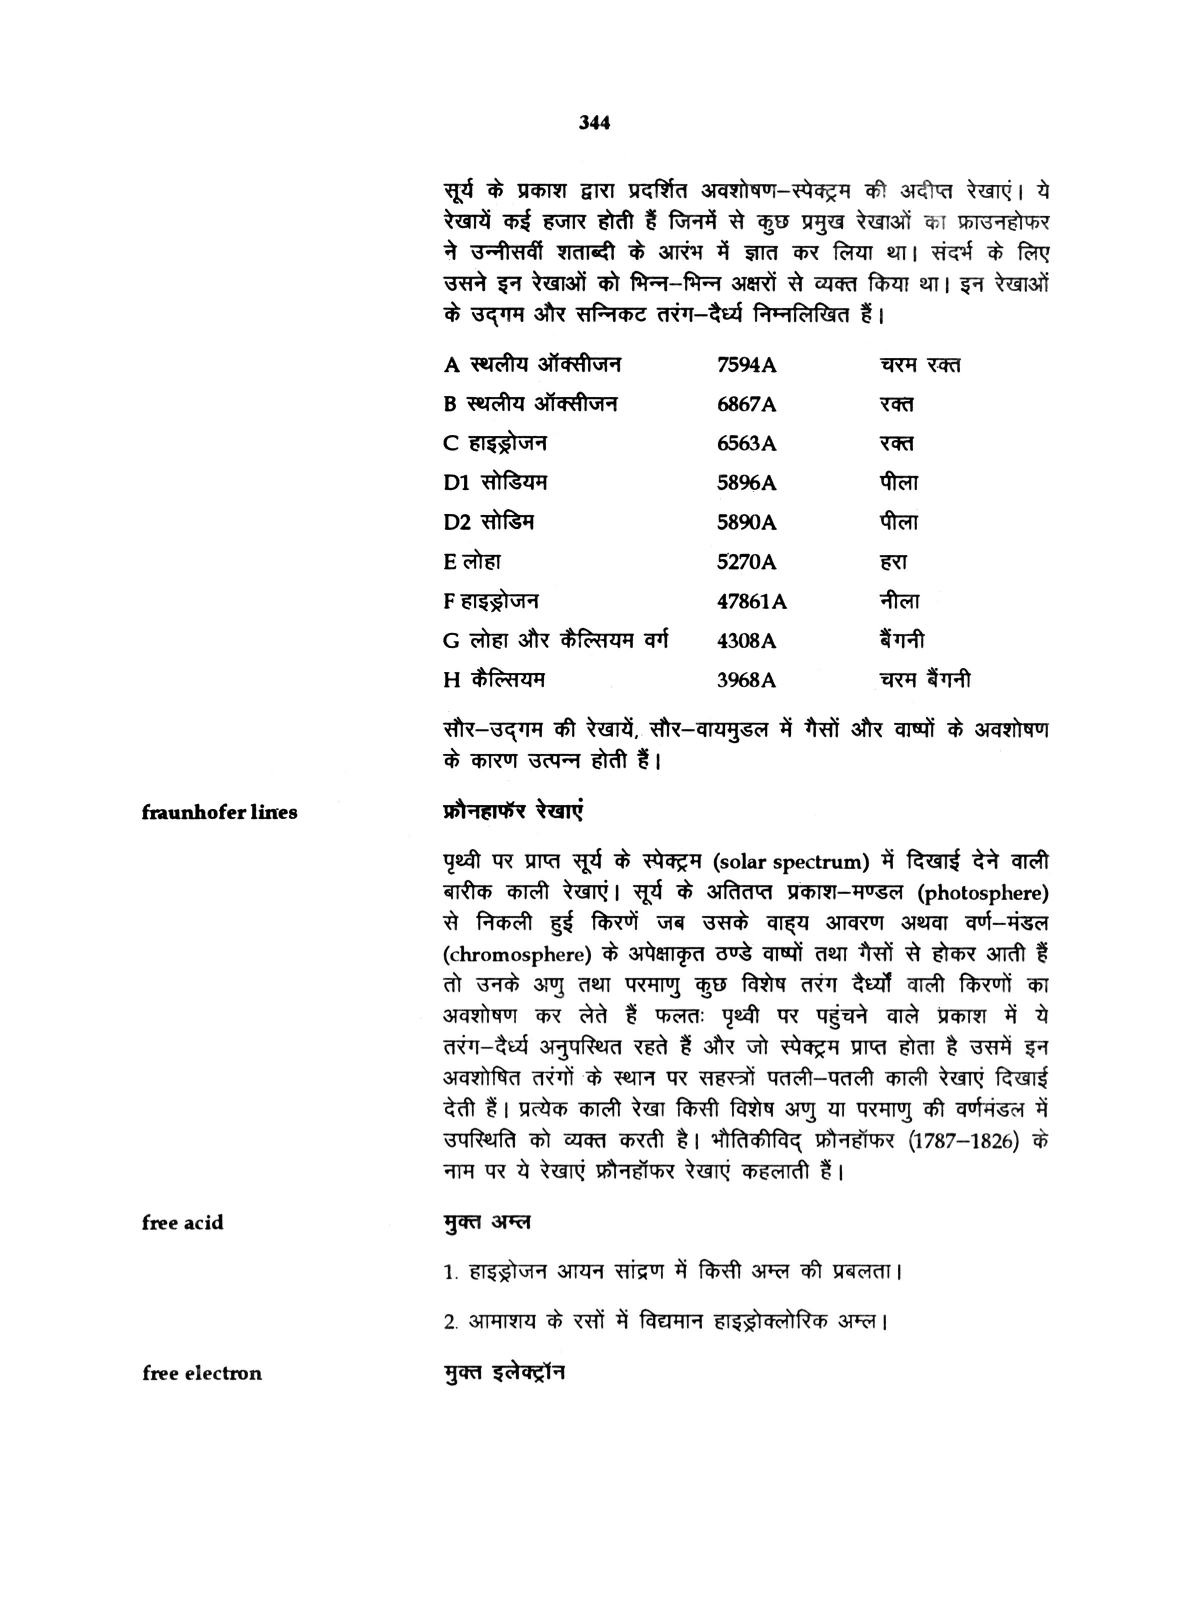 344
सूर्य के प्रकाश द्वारा प्रदर्शित अवशोषण–स्पेक्ट्रम की अदीप्त रेखाएं। ये
रेखायें कई हजार होती हैं जिनमें से कुछ प्रमुख रेखाओं का फ्राउनहोफर
ने उन्नीसवीं शताब्दी के आरंभ में ज्ञात कर लिया था। संदर्भ के लिए
उसने इन रेखाओं को भिन्न–भिन्न अक्षरों से व्यक्त किया था। इन रेखाओं
के उद्गम और सन्निकट तरंग–दैर्ध्य निम्नलिखित हैं।
A स्थलीय ऑक्सीजन 7594A चरम रक्त
B स्थलीय ऑक्सीजन 6867A रक्त
C हाइड्रोजन 6563A रक्त
D1 सोडियम 5896A पीला
D2 सोडिम 5890A पीला
E लोहा 5270A हरा
F हाइड्रोजन 47861A नीला
G लोहा और कैल्सियम वर्ग 4308A बैंगनी
H कैल्सियम 3968A चरम बैंगनी
सौर–उद्गम की रेखायें, सौर–वायमुडल में गैसों और वाष्पों के अवशोषण
के कारण उत्पन्न होती हैं।
fraunhofer lines फ्रौनहाफॅर रेखाएं
पृथ्वी पर प्राप्त सूर्य के स्पेक्ट्रम (solar spectrum) में दिखाई देने वाली
बारीक काली रेखाएं। सूर्य के अतितप्त प्रकाश–मण्डल (photosphere)
से निकली हुई किरणें जब उसके वाह्य आवरण अथवा वर्ण–मंडल
(chromosphere) के अपेक्षाकृत ठण्डे वाष्पों तथा गैसों से होकर आती हैं
तो उनके अणु तथा परमाणु कुछ विशेष तरंग दैर्ध्यों वाली किरणों का
अवशोषण कर लेते हैं फलतः पृथ्वी पर पहुंचने वाले प्रकाश में ये
तरंग–दैर्ध्य अनुपस्थित रहते हैं और जो स्पेक्ट्रम प्राप्त होता है उसमें इन
अवशोषित तरंगों के स्थान पर सहस्त्रों पतली–पतली काली रेखाएं दिखाई
देती हैं। प्रत्येक काली रेखा किसी विशेष अणु या परमाणु की वर्णमंडल में
उपस्थिति को व्यक्त करती है। भौतिकीविद् फ्रौनहॉफर (1787–1826) के
नाम पर ये रेखाएं फ्रौनहॉफर रेखाएं कहलाती हैं।
free acid मुक्त अम्ल
1. हाइड्रोजन आयन सांद्रण में किसी अम्ल की प्रबलता।
2. आमाशय के रसों में विद्यमान हाइड्रोक्लोरिक अम्ल।
free electron मुक्त इलेक्ट्रॉन